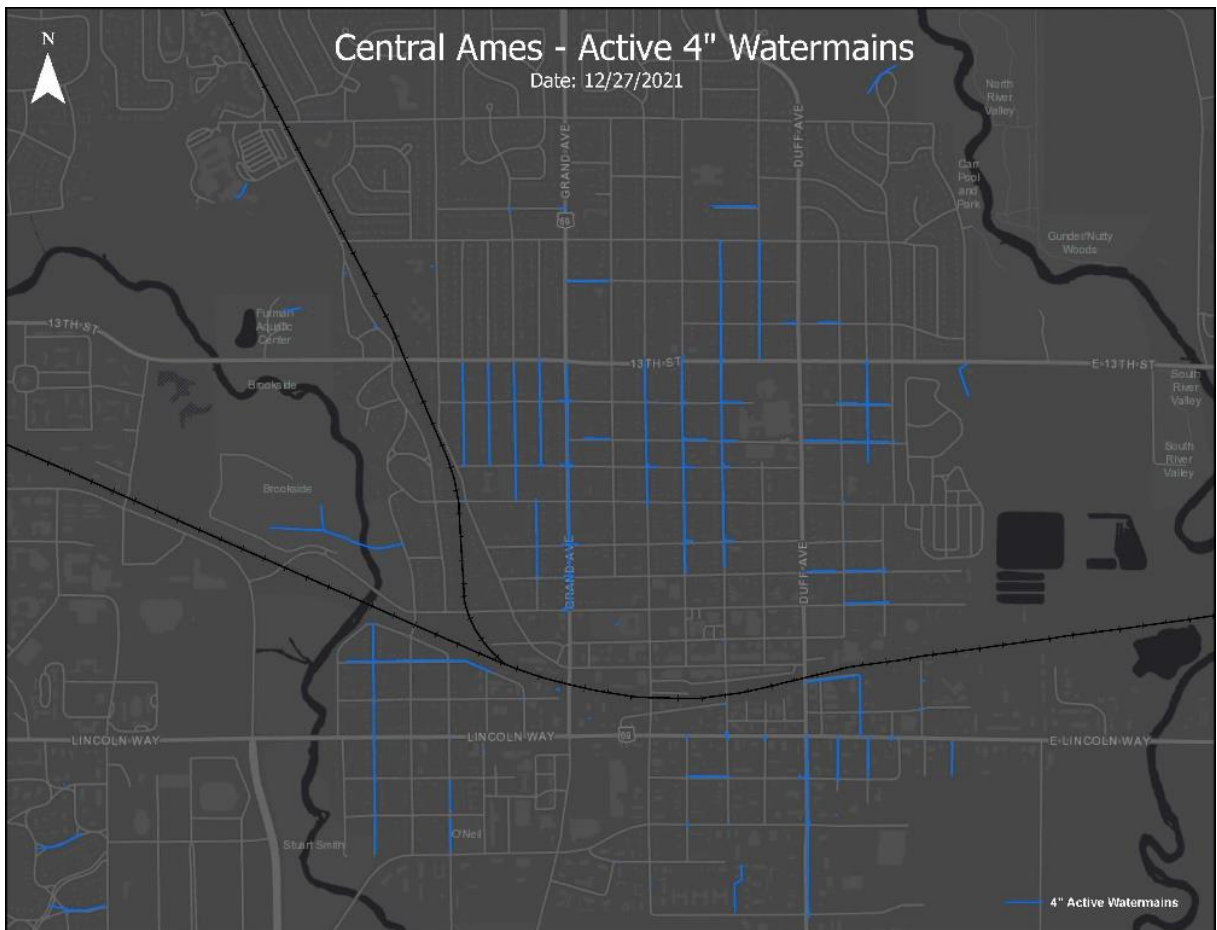 N
Central Ames - Active 4" Watermains
Date: 12/27/2021
North
River
Valley
GRAND AVE
DUFF AVE
Carr
Pool
and
Park
69
Gunder/Nutty
Woods
Furman
Aquatic
Center
13TH ST
13TH ST
E 13TH ST
Brookside
South
River
Valley
South
River
Valley
Brookside
GRAND AVE
DUFF AVE
LINCOLN WAY
LINCOLN WAY
69
E LINCOLN WAY
Stuart Smith
O'Neil
4" Active Watermains